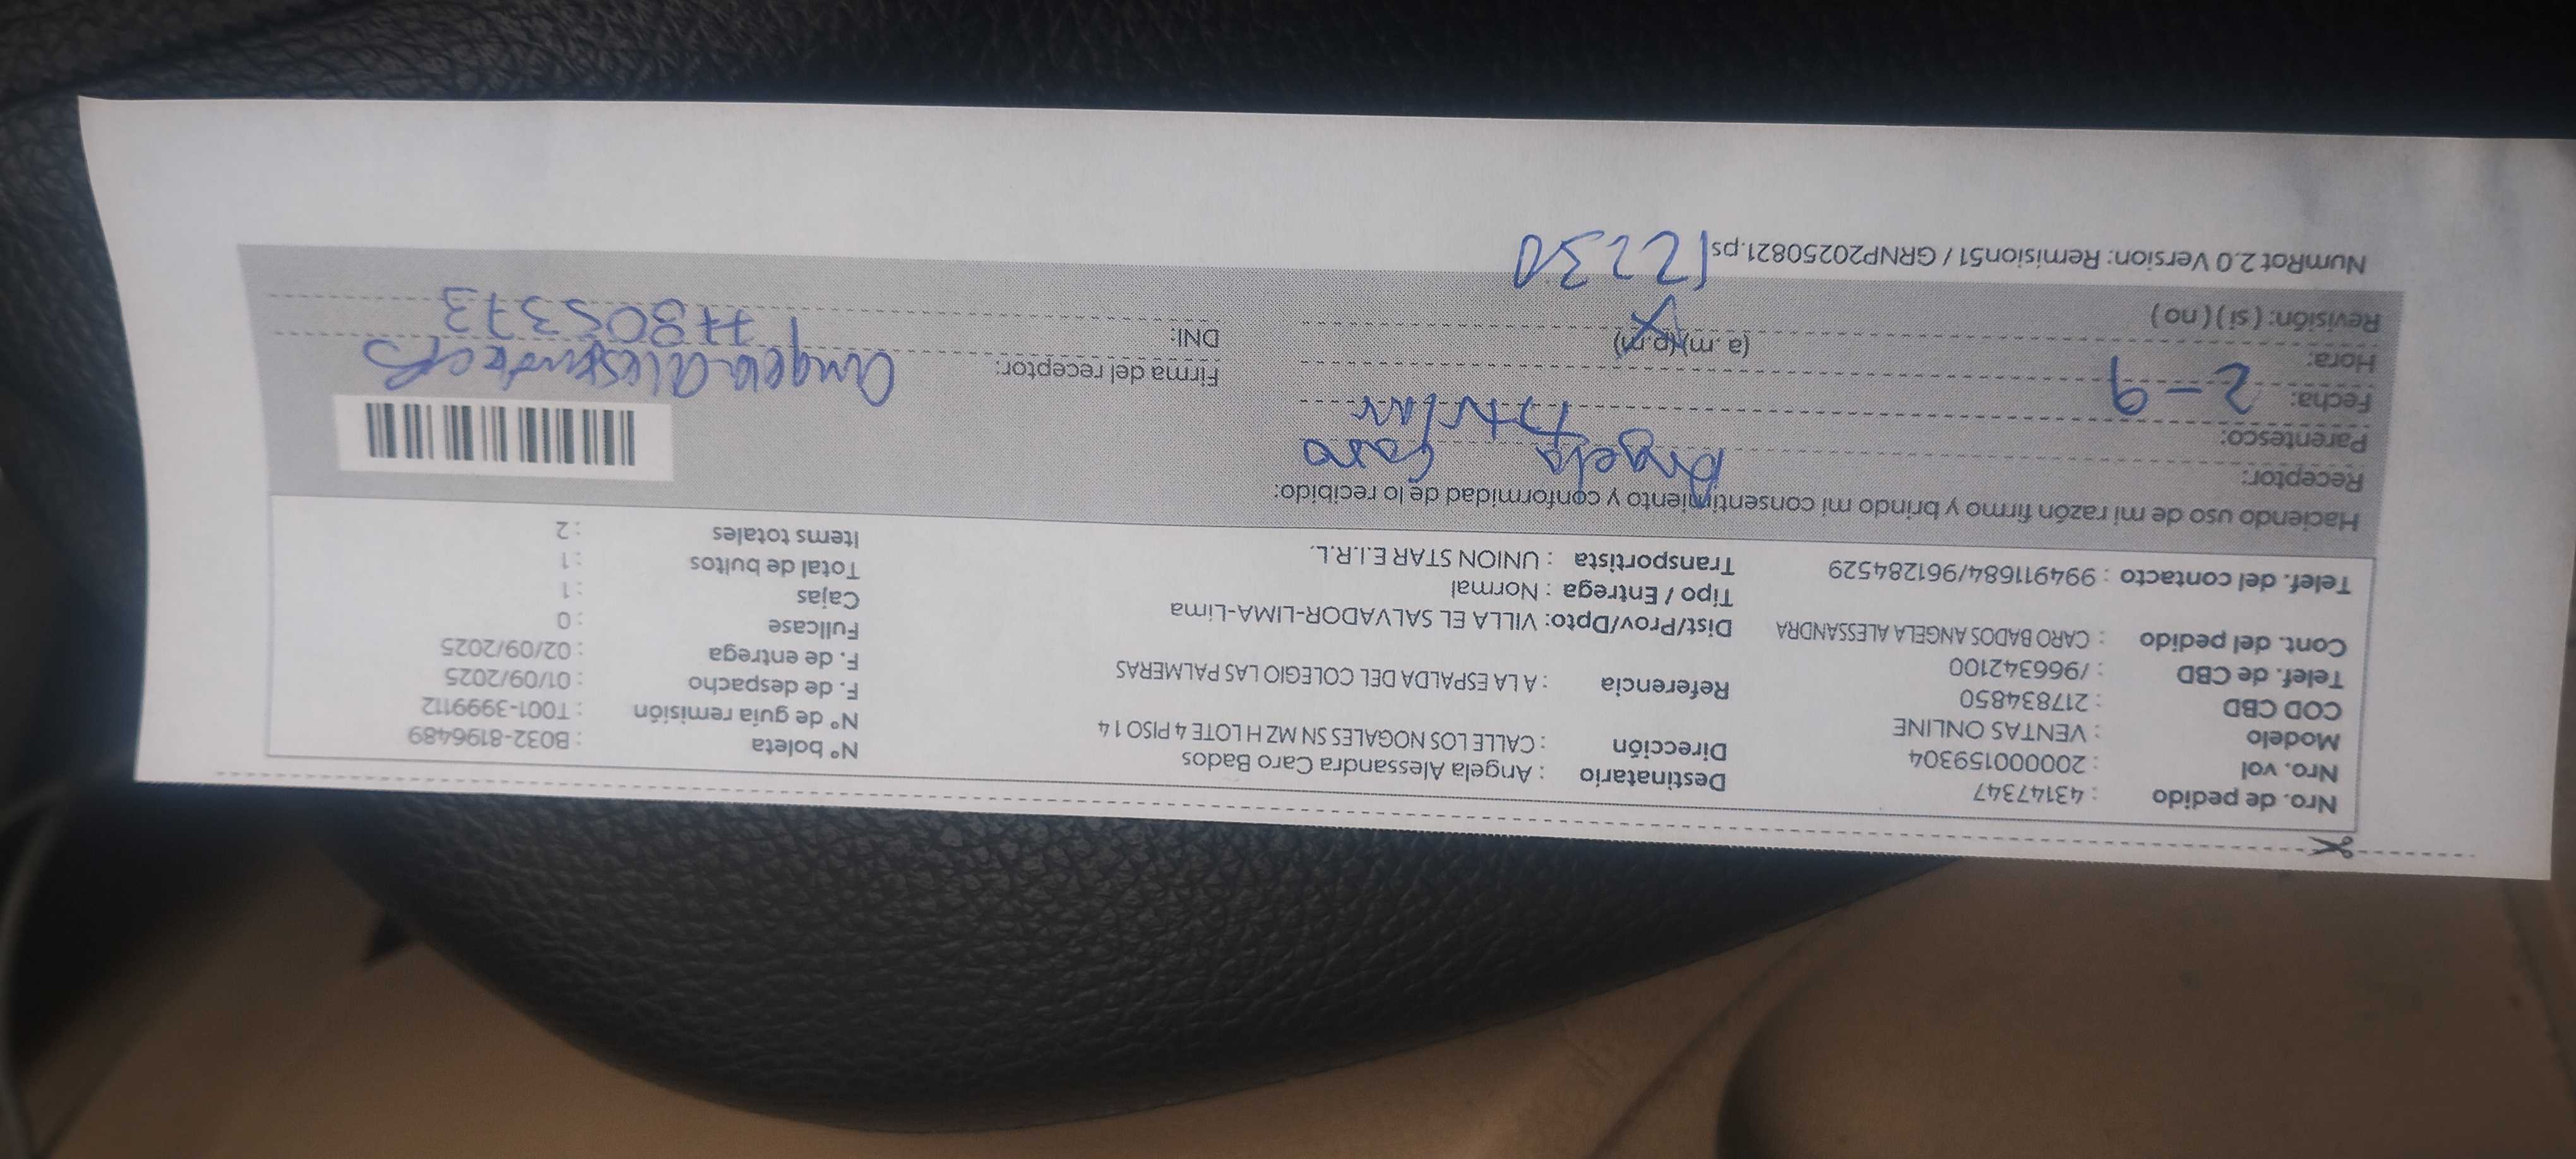 Nro. de pedido : 43147347
Nro. vol : 200000159304
Modelo : VENTAS ONLINE
COD CBD : 217834850
Telef. de CBD : /966342100
Cont. del pedido : CARO BADOS ANGELA ALESSANDRA
Telef. del contacto : 994911684/961284529
Destinatario : Angela Alessandra Caro Bados
Dirección : CALLE LOS NOGALES SN MZ H LOTE 4 PISO 1 4
Referencia : A LA ESPALDA DEL COLEGIO LAS PALMERAS
Dist/Prov/Dpto: VILLA EL SALVADOR-LIMA-Lima
Tipo / Entrega : Normal
Transportista : UNION STAR E.I.R.L.
N° boleta : B032-8196489
N° de guía remisión : T001-3999112
F. de despacho : 01/09/2025
F. de entrega : 02/09/2025
Fullcase : 0
Cajas : 1
Total de bultos : 1
Items totales : 2
Haciendo uso de mi razón firmo y brindo mi consentimiento y conformidad de lo recibido:
Receptor: Angela Caro
Parentesco: Titular
Fecha: 2-9
Hora: (a.m)(p.m)
Revisión: ( si ) ( no )
Firma del receptor:
DNI: 77805373
NumRot 2.0 Version: Remision51 / GRNP20250821.ps 12230